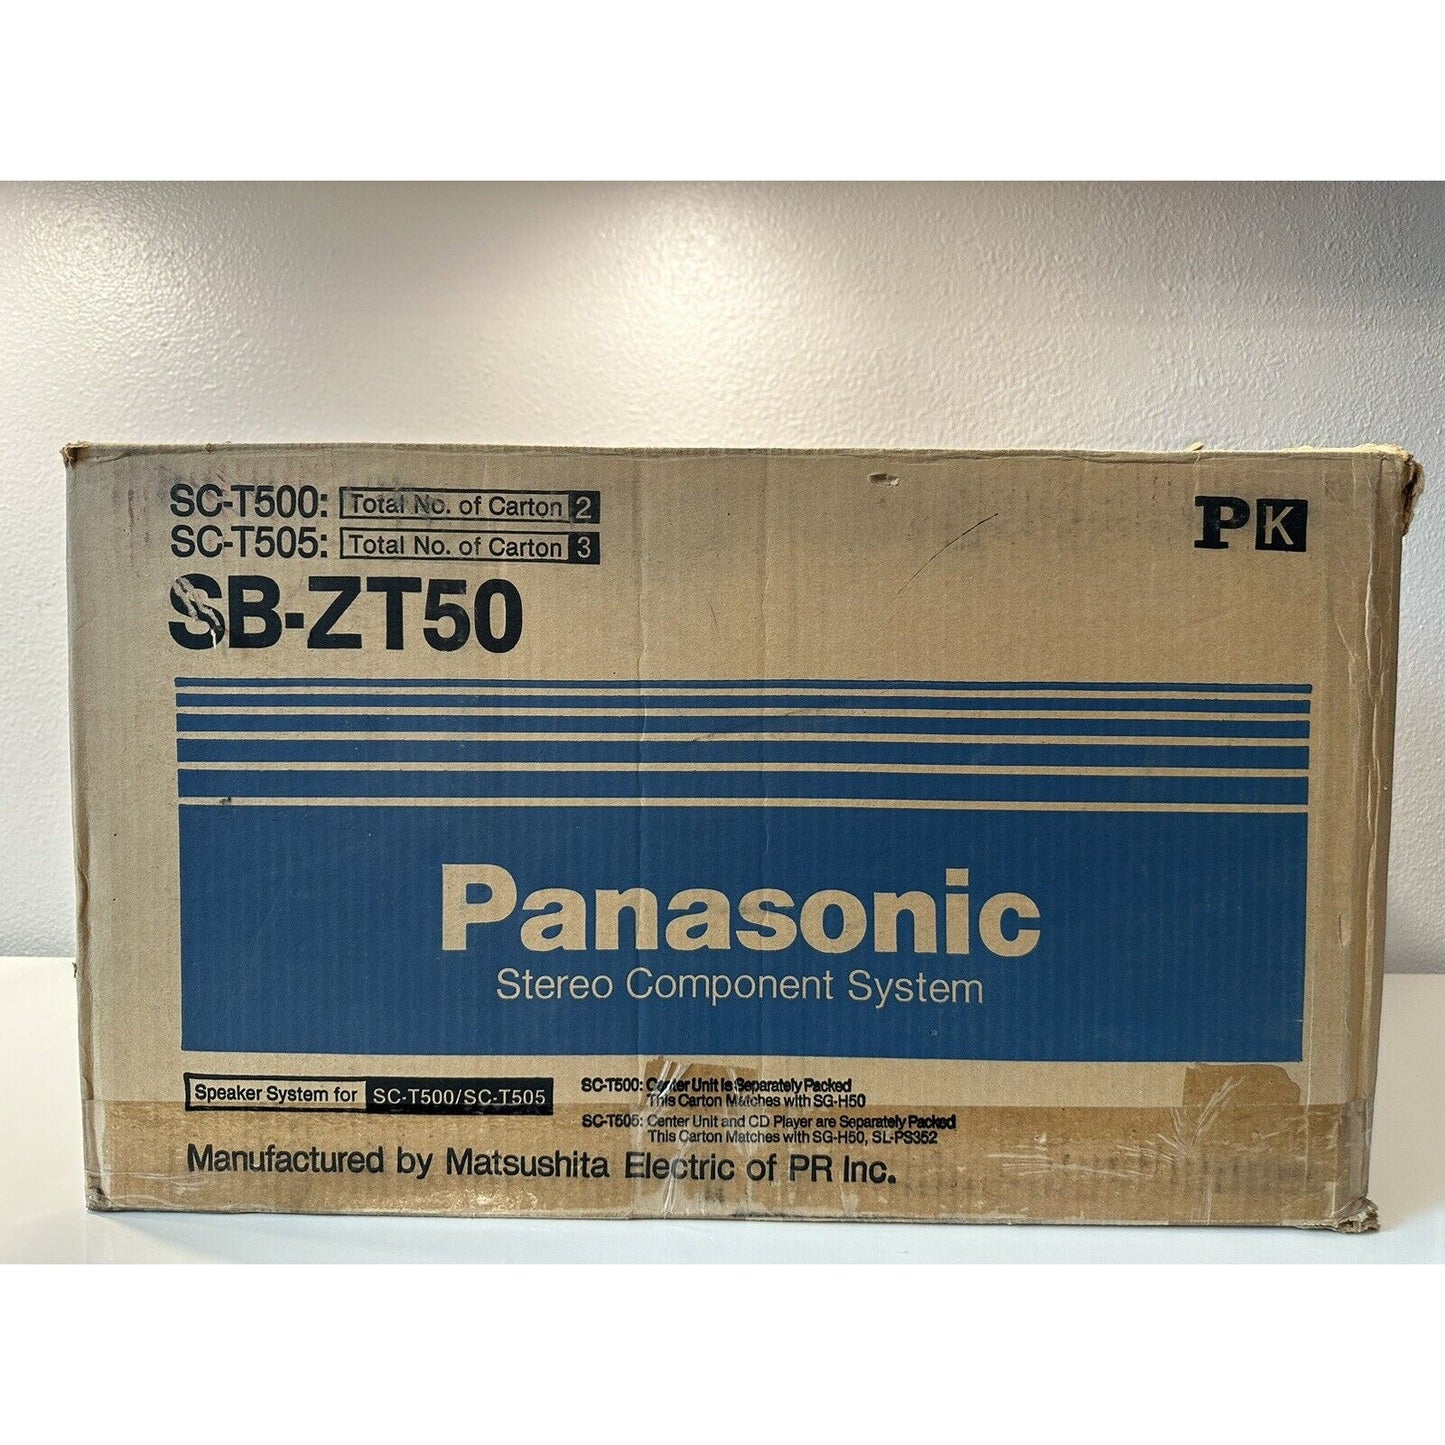 SC-T500: Total No. of Carton 2
SC-T505: Total No. of Carton 3
SB-ZT50
PK
Panasonic
Stereo Component System
Speaker System for SC-T500/SC-T505
SC-T500: Center Unit Is Separately Packed
This Carton Matches with SG-H50
SC-T505: Center Unit and CD Player are Separately Packed
This Carton Matches with SG-H50, SL-PS352
Manufactured by Matsushita Electric of PR Inc.